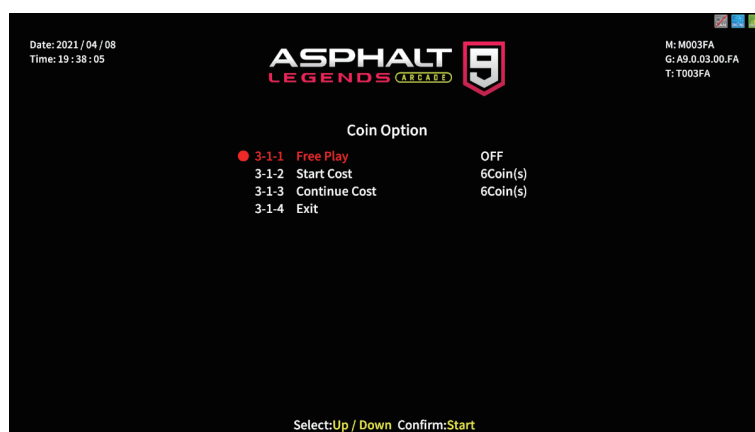 Date: 2021 / 04 / 08
Time: 19 : 38 : 05
ASPHALT 9
LEGENDS ARCADE
M: M003FA
G: A9.0.03.00.FA
T: T003FA
Coin Option
3-1-1 Free Play OFF
3-1-2 Start Cost 6Coin(s)
3-1-3 Continue Cost 6Coin(s)
3-1-4 Exit
Select:Up / Down Confirm:Start